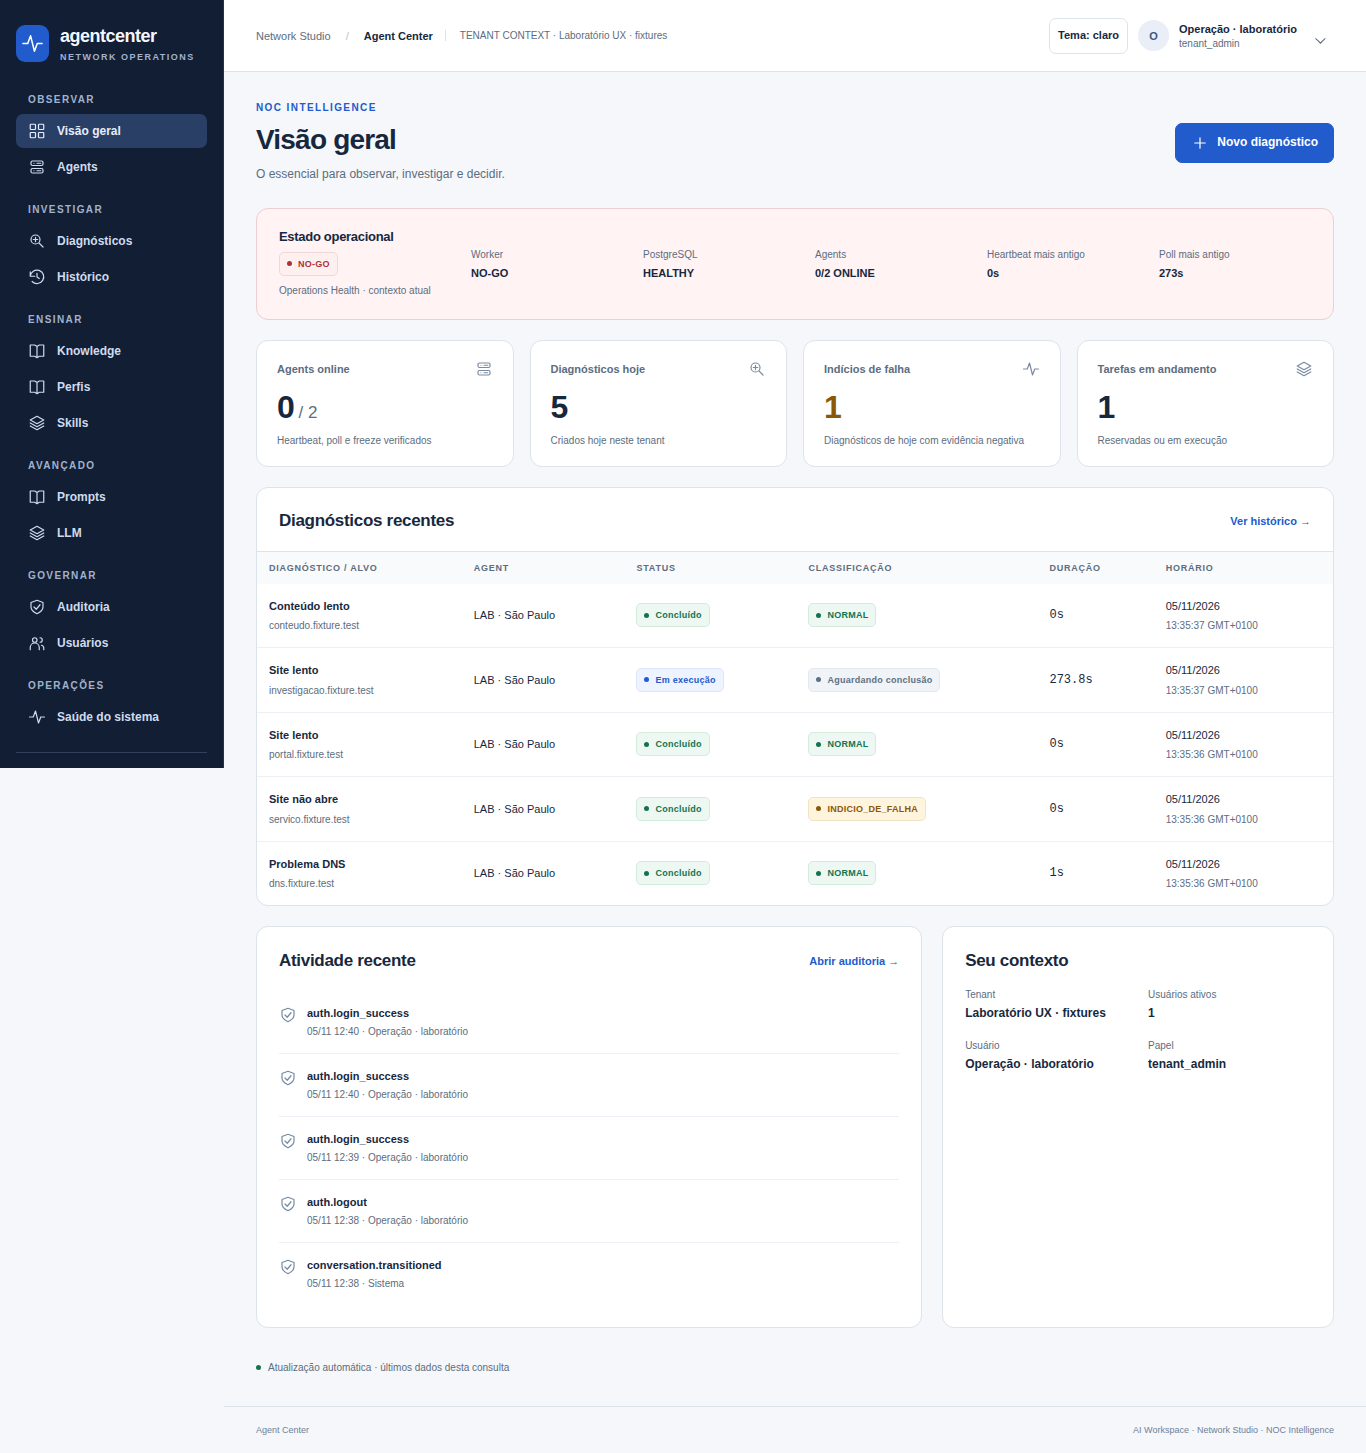 agentcenter
NETWORK OPERATIONS
OBSERVAR
Visão geral
Agents
INVESTIGAR
Diagnósticos
Histórico
ENSINAR
Knowledge
Perfis
Skills
AVANÇADO
Prompts
LLM
GOVERNAR
Auditoria
Usuários
OPERAÇÕES
Saúde do sistema
Network Studio / Agent Center TENANT CONTEXT · Laboratório UX · fixtures
Tema: claro
O
Operação · laboratório
tenant_admin
NOC INTELLIGENCE
Visão geral
O essencial para observar, investigar e decidir.
Novo diagnóstico
Estado operacional
NO-GO
Operations Health · contexto atual
Worker
NO-GO
PostgreSQL
HEALTHY
Agents
0/2 ONLINE
Heartbeat mais antigo
0s
Poll mais antigo
273s
Agents online
0 / 2
Heartbeat, poll e freeze verificados
Diagnósticos hoje
5
Criados hoje neste tenant
Indícios de falha
1
Diagnósticos de hoje com evidência negativa
Tarefas em andamento
1
Reservadas ou em execução
Diagnósticos recentes
Ver histórico →
DIAGNÓSTICO / ALVO AGENT STATUS CLASSIFICAÇÃO DURAÇÃO HORÁRIO
Conteúdo lento
conteudo.fixture.test
LAB · São Paulo
Concluído
NORMAL
0s
05/11/2026
13:35:37 GMT+0100
Site lento
investigacao.fixture.test
LAB · São Paulo
Em execução
Aguardando conclusão
273.8s
05/11/2026
13:35:37 GMT+0100
Site lento
portal.fixture.test
LAB · São Paulo
Concluído
NORMAL
0s
05/11/2026
13:35:36 GMT+0100
Site não abre
servico.fixture.test
LAB · São Paulo
Concluído
INDICIO_DE_FALHA
0s
05/11/2026
13:35:36 GMT+0100
Problema DNS
dns.fixture.test
LAB · São Paulo
Concluído
NORMAL
1s
05/11/2026
13:35:36 GMT+0100
Atividade recente
Abrir auditoria →
auth.login_success
05/11 12:40 · Operação · laboratório
auth.login_success
05/11 12:40 · Operação · laboratório
auth.login_success
05/11 12:39 · Operação · laboratório
auth.logout
05/11 12:38 · Operação · laboratório
conversation.transitioned
05/11 12:38 · Sistema
Seu contexto
Tenant
Laboratório UX · fixtures
Usuários ativos
1
Usuário
Operação · laboratório
Papel
tenant_admin
Atualização automática · últimos dados desta consulta
Agent Center
AI Workspace · Network Studio · NOC Intelligence